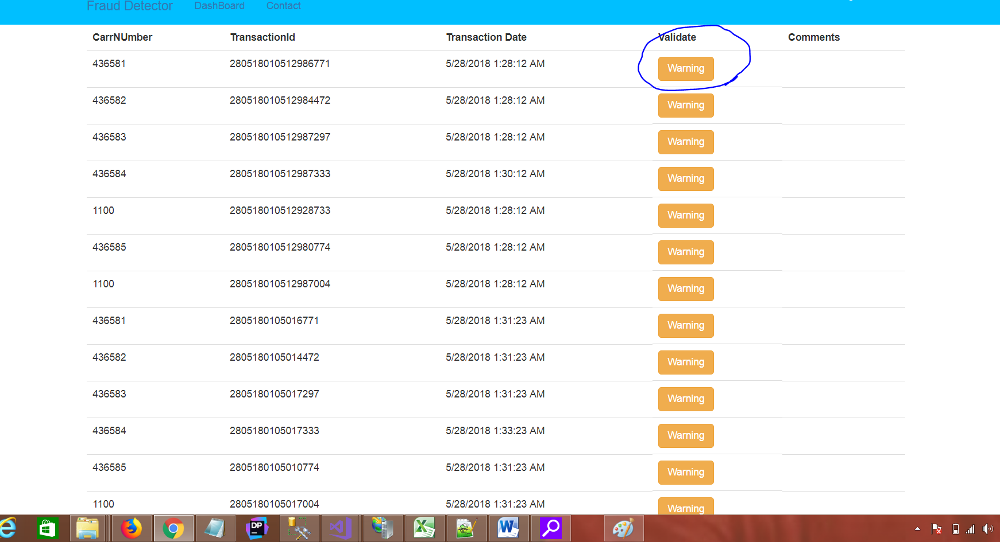 Fraud Detector DashBoard Contact
CarrNUmber TransactionId Transaction Date Validate Comments
436581 280518010512986771 5/28/2018 1:28:12 AM Warning
436582 280518010512984472 5/28/2018 1:28:12 AM Warning
436583 280518010512987297 5/28/2018 1:28:12 AM Warning
436584 280518010512987333 5/28/2018 1:30:12 AM Warning
1100 280518010512928733 5/28/2018 1:28:12 AM Warning
436585 280518010512980774 5/28/2018 1:28:12 AM Warning
1100 280518010512987004 5/28/2018 1:28:12 AM Warning
436581 2805180105016771 5/28/2018 1:31:23 AM Warning
436582 2805180105014472 5/28/2018 1:31:23 AM Warning
436583 2805180105017297 5/28/2018 1:31:23 AM Warning
436584 2805180105017333 5/28/2018 1:33:23 AM Warning
436585 2805180105010774 5/28/2018 1:31:23 AM Warning
1100 2805180105017004 5/28/2018 1:31:23 AM Warning
DP